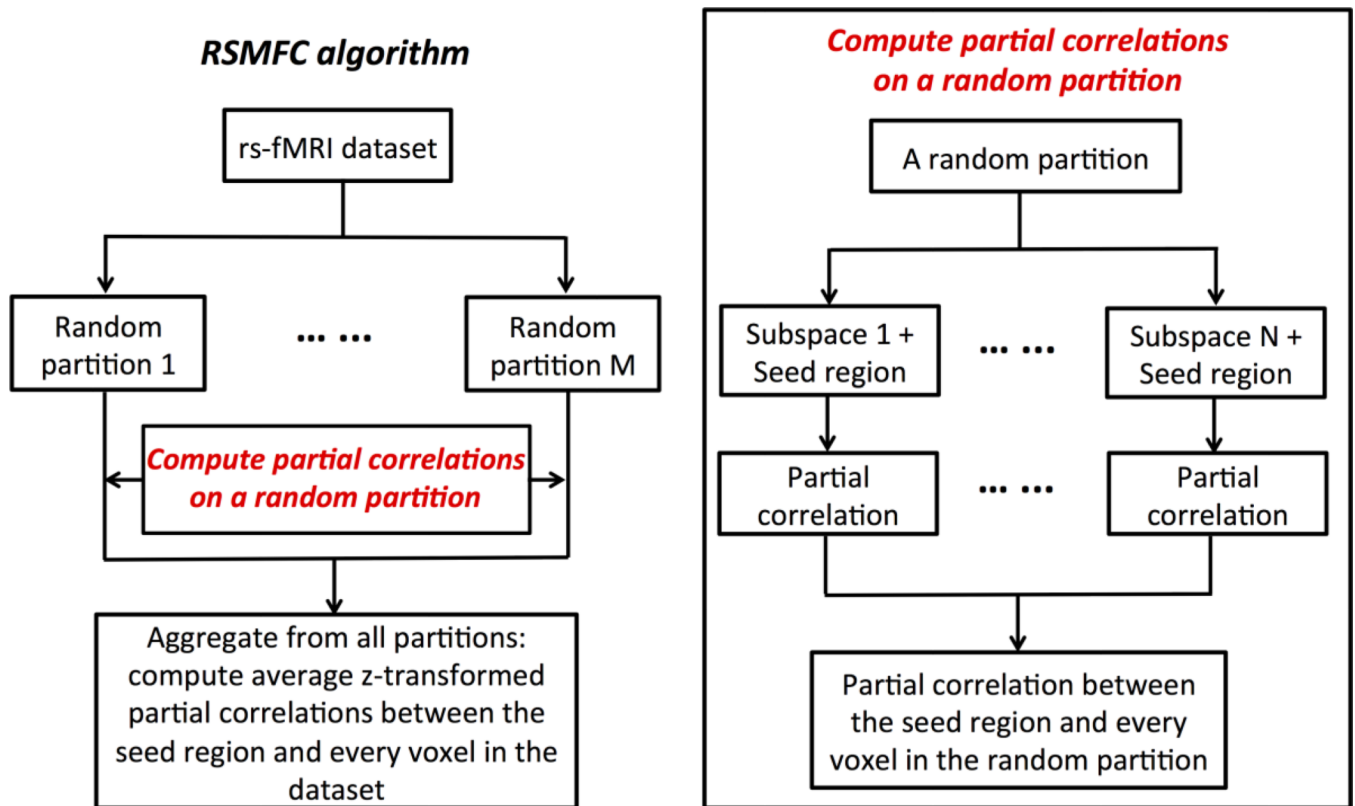 RSMFC algorithm
rs-fMRI dataset
Random
partition 1
... ...
Random
partition M
Compute partial correlations
on a random partition
Aggregate from all partitions:
compute average z-transformed
partial correlations between the
seed region and every voxel in the
dataset
Compute partial correlations
on a random partition
A random partition
Subspace 1 +
Seed region
... ...
Subspace N +
Seed region
Partial
correlation
... ...
Partial
correlation
Partial correlation between
the seed region and every
voxel in the random partition